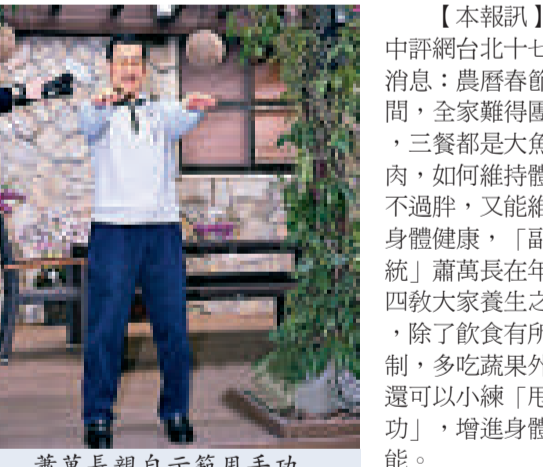 【本報訊】
中評網台北十七
消息：農曆春節
間，全家難得團
，三餐都是大魚
肉，如何維持體
不過胖，又能維
身體健康，「副
統」蕭萬長在年
四教大家養生之
，除了飲食有所
制，多吃蔬果外
還可以小練「甩
功」，增進身體
能。
蕭萬長親自示範甩手功